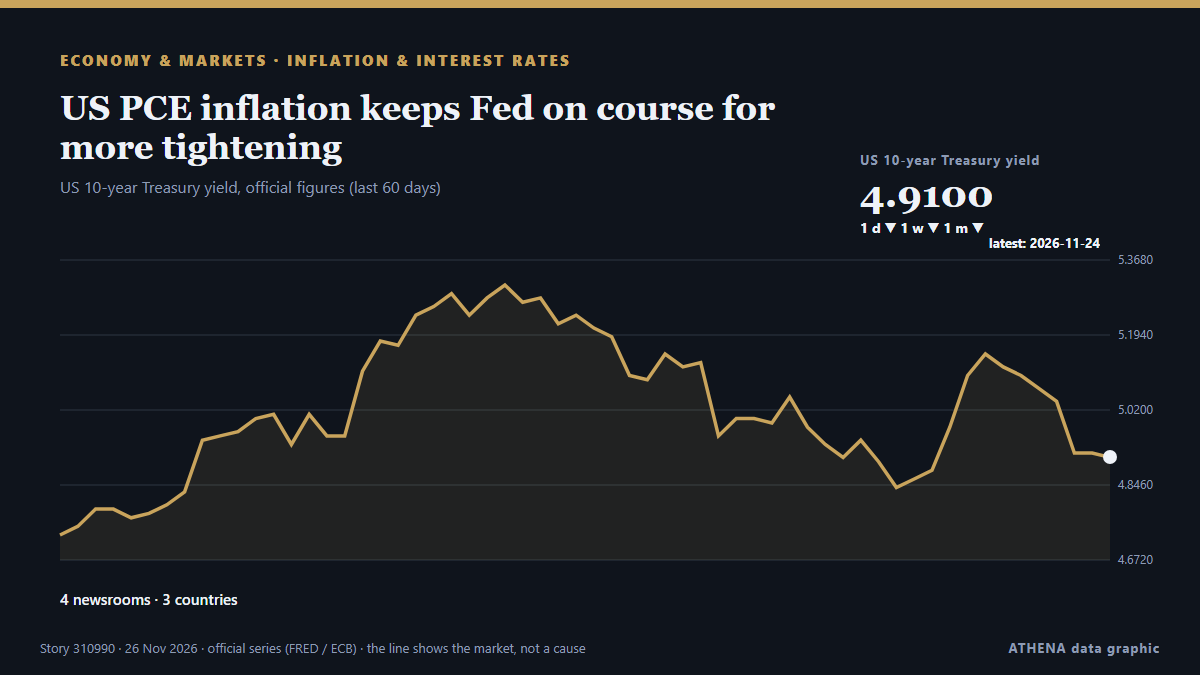 ECONOMY & MARKETS · INFLATION & INTEREST RATES
US PCE inflation keeps Fed on course for
more tightening
US 10-year Treasury yield, official figures (last 60 days)
US 10-year Treasury yield
4.9100
1 d ▼ 1 w ▼ 1 m ▼
latest: 2026-11-24
5.3680
5.1940
5.0200
4.8460
4.6720
4 newsrooms · 3 countries
Story 310990 · 26 Nov 2026 · official series (FRED / ECB) · the line shows the market, not a cause
ATHENA data graphic